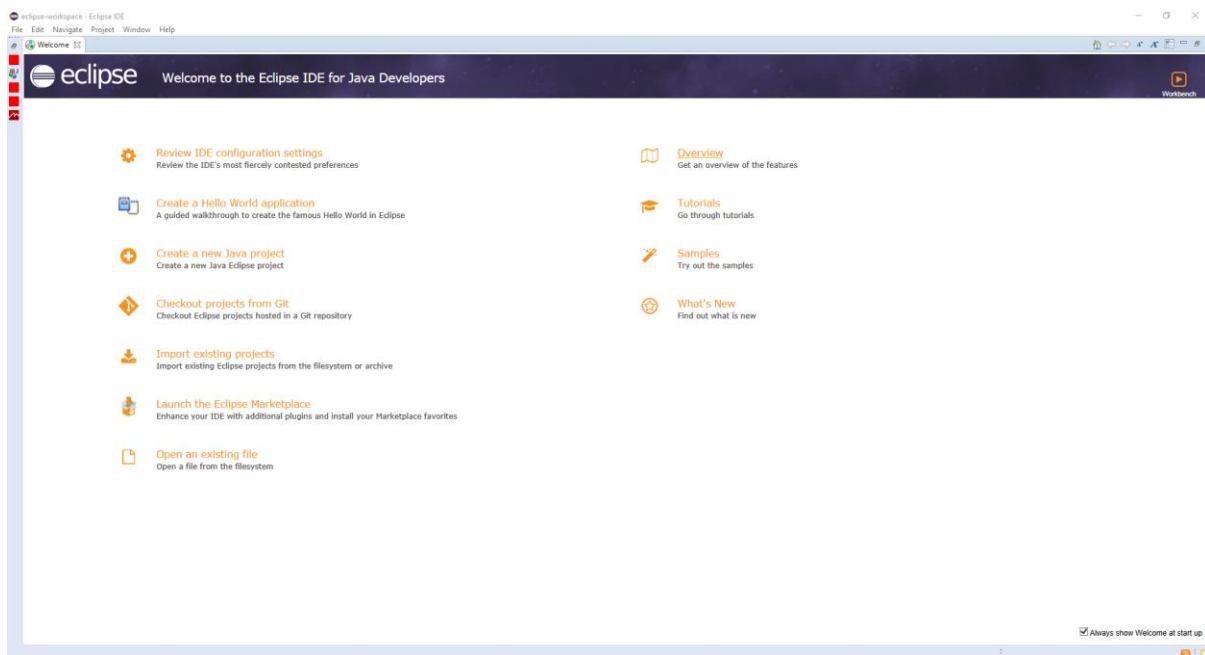 eclipse-workspace - Eclipse IDE
File Edit Navigate Project Window Help
Welcome
eclipse Welcome to the Eclipse IDE for Java Developers
Workbench
Review IDE configuration settings
Review the IDE's most fiercely contested preferences
Create a Hello World application
A guided walkthrough to create the famous Hello World in Eclipse
Create a new Java project
Create a new Java Eclipse project
Checkout projects from Git
Checkout Eclipse projects hosted in a Git repository
Import existing projects
Import existing Eclipse projects from the filesystem or archive
Launch the Eclipse Marketplace
Enhance your IDE with additional plugins and install your Marketplace favorites
Open an existing file
Open a file from the filesystem
Overview
Get an overview of the features
Tutorials
Go through tutorials
Samples
Try out the samples
What's New
Find out what is new
Always show Welcome at start up